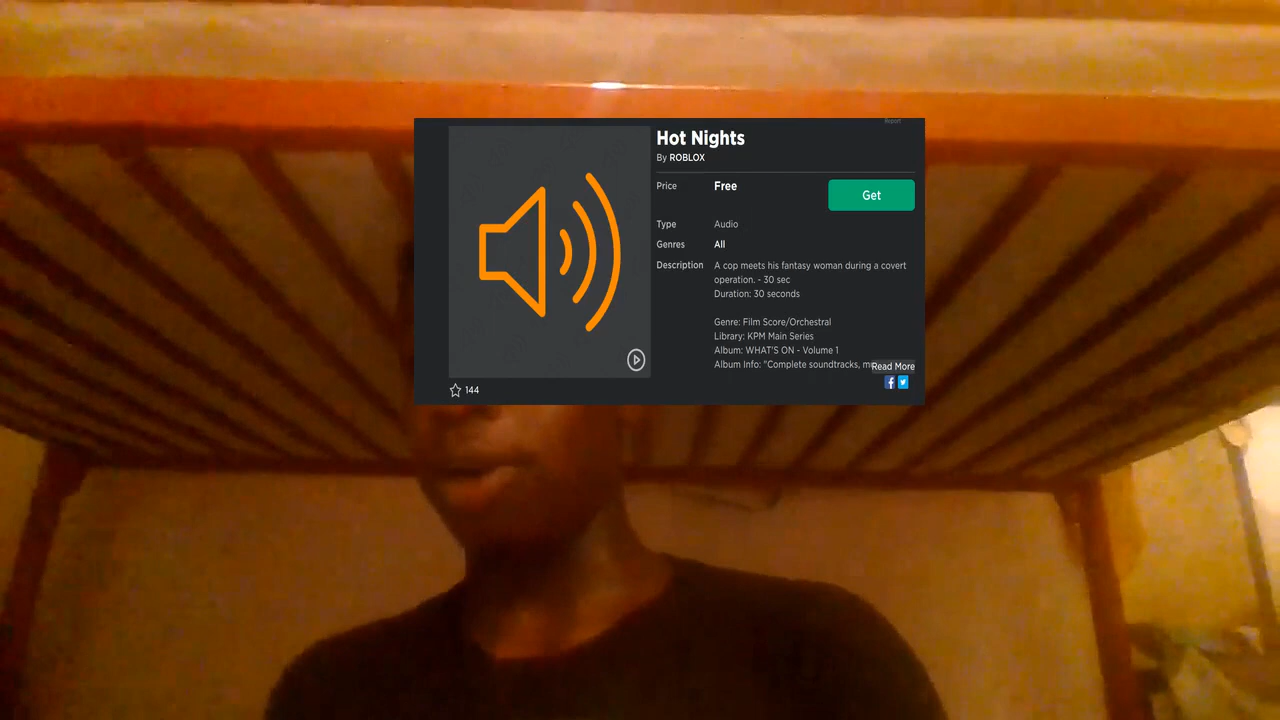 Report
Hot Nights
By ROBLOX
Price Free
Get
Type Audio
Genres All
Description A cop meets his fantasy woman during a covert
operation. - 30 sec
Duration: 30 seconds
Genre: Film Score/Orchestral
Library: KPM Main Series
Album: WHAT'S ON - Volume 1
Album Info: "Complete soundtracks, m
Read More
144